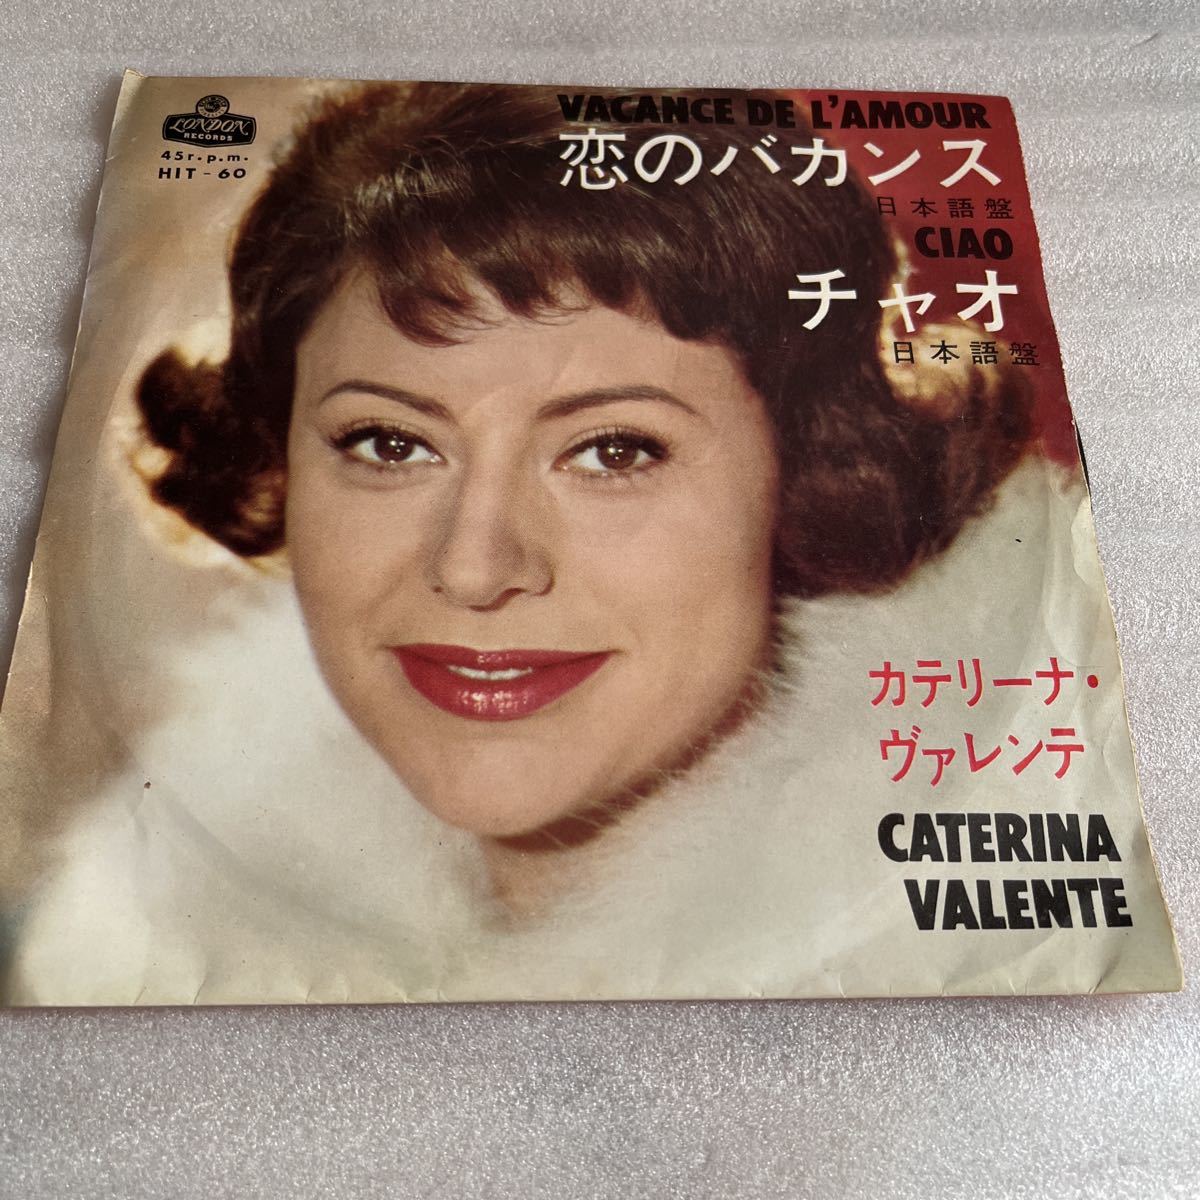 LONDON
RECORDS
45r.p.m.
HIT-60
VACANCE DE L'AMOUR
恋のバカンス
日本語盤
CIAO
チャオ
日本語盤
カテリーナ・
ヴァレンテ
CATERINA
VALENTE